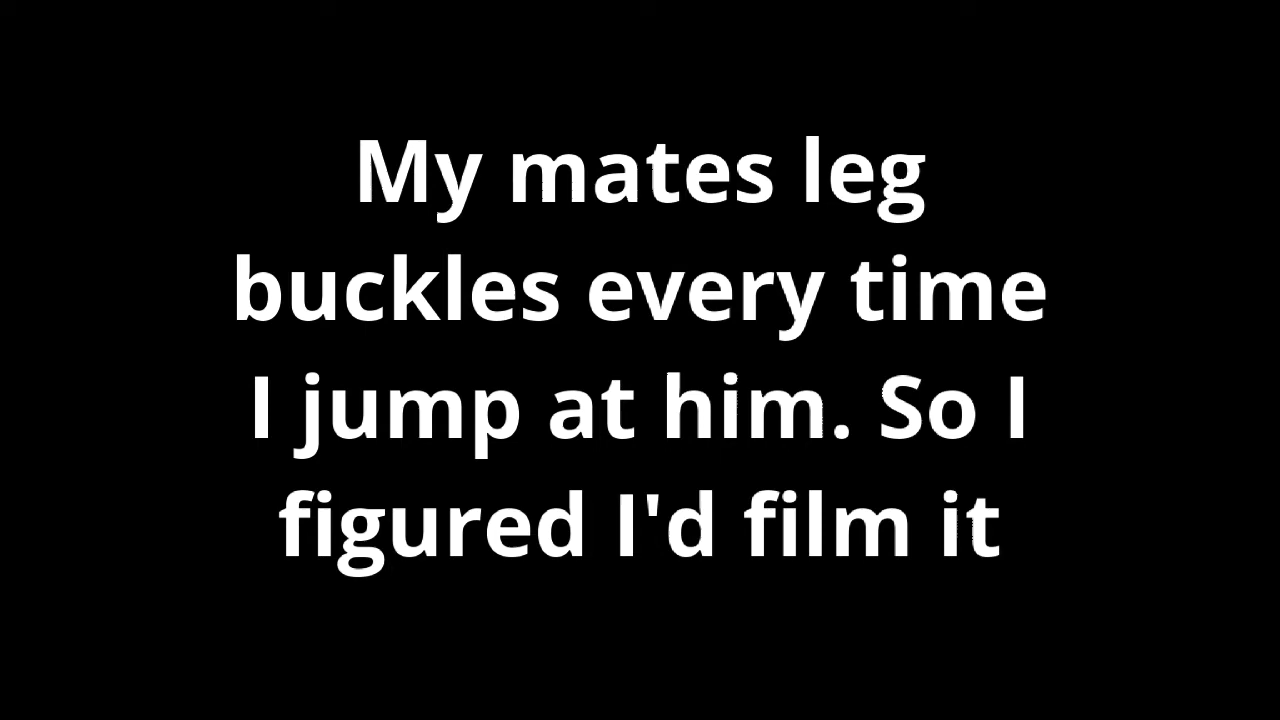 My mates leg
buckles every time
I jump at him. So I
figured I'd film it